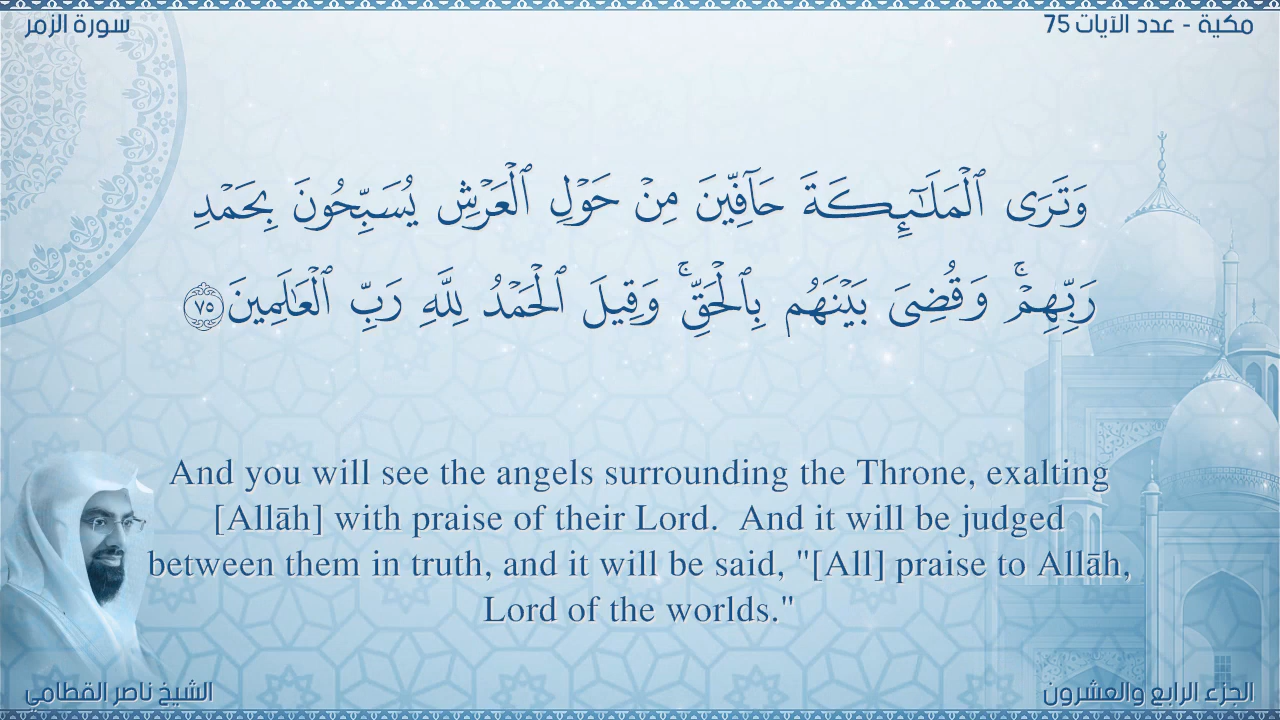 سورة الزمر
مكية - عدد الآيات 75
وَتَرَى ٱلْمَلَـٰٓئِكَةَ حَآفِّينَ مِنْ حَوْلِ ٱلْعَرْشِ يُسَبِّحُونَ بِحَمْدِ
رَبِّهِمْ ۖ وَقُضِىَ بَيْنَهُم بِٱلْحَقِّ ۚ وَقِيلَ ٱلْحَمْدُ لِلَّهِ رَبِّ ٱلْعَـٰلَمِينَ ٧٥
And you will see the angels surrounding the Throne, exalting
[Allāh] with praise of their Lord. And it will be judged
between them in truth, and it will be said, "[All] praise to Allāh,
Lord of the worlds."
الشيخ ناصر القطامي
الجزء الرابع والعشرون